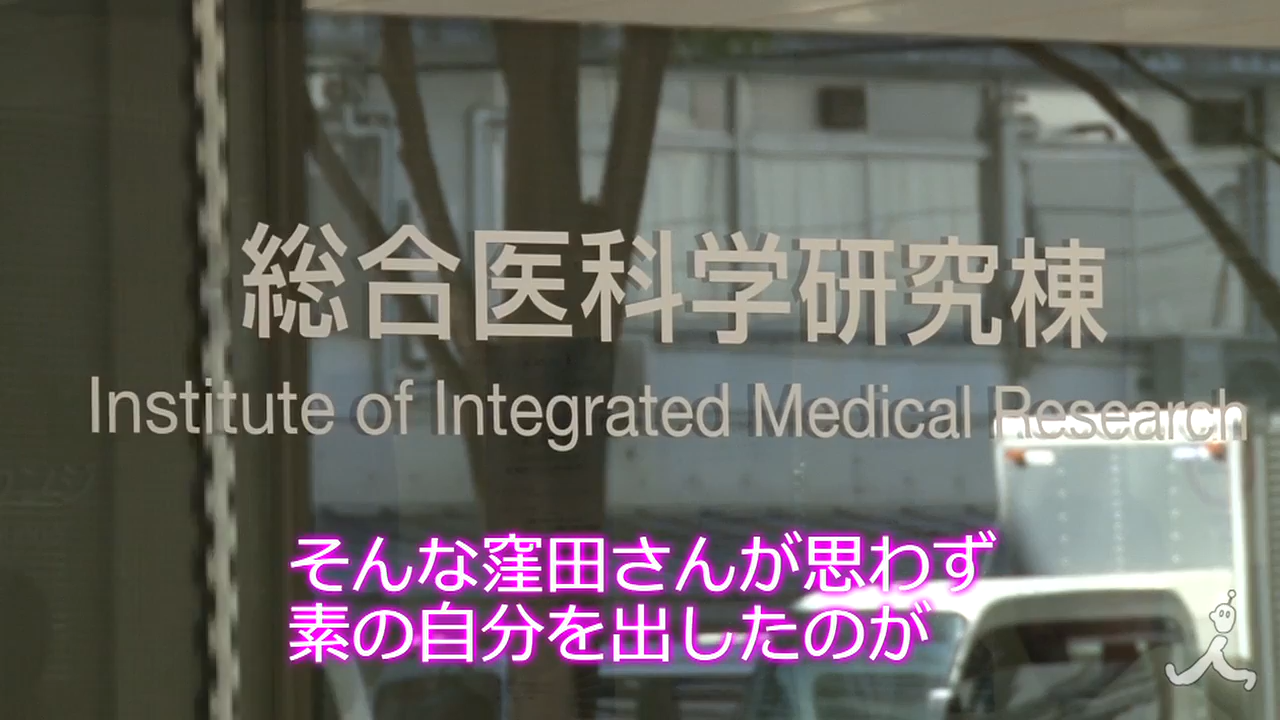 総合医科学研究棟
Institute of Integrated Medical Research
そんな窪田さんが思わず
素の自分を出したのが